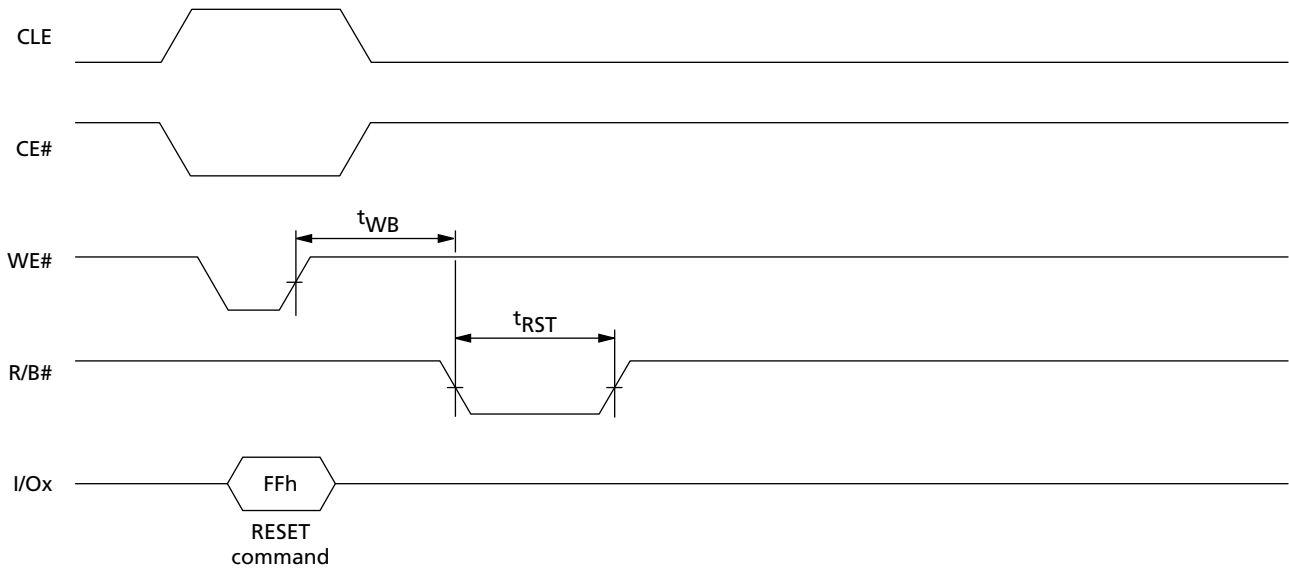 CLE
CE#
tWB
WE#
tRST
R/B#
I/Ox
FFh
RESET
command